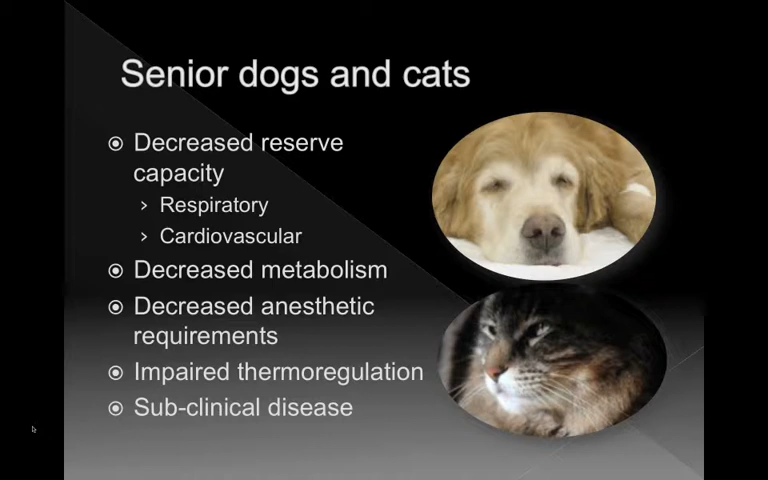 Senior dogs and cats
Decreased reserve
capacity
Respiratory
Cardiovascular
Decreased metabolism
Decreased anesthetic
requirements
Impaired thermoregulation
Sub-clinical disease